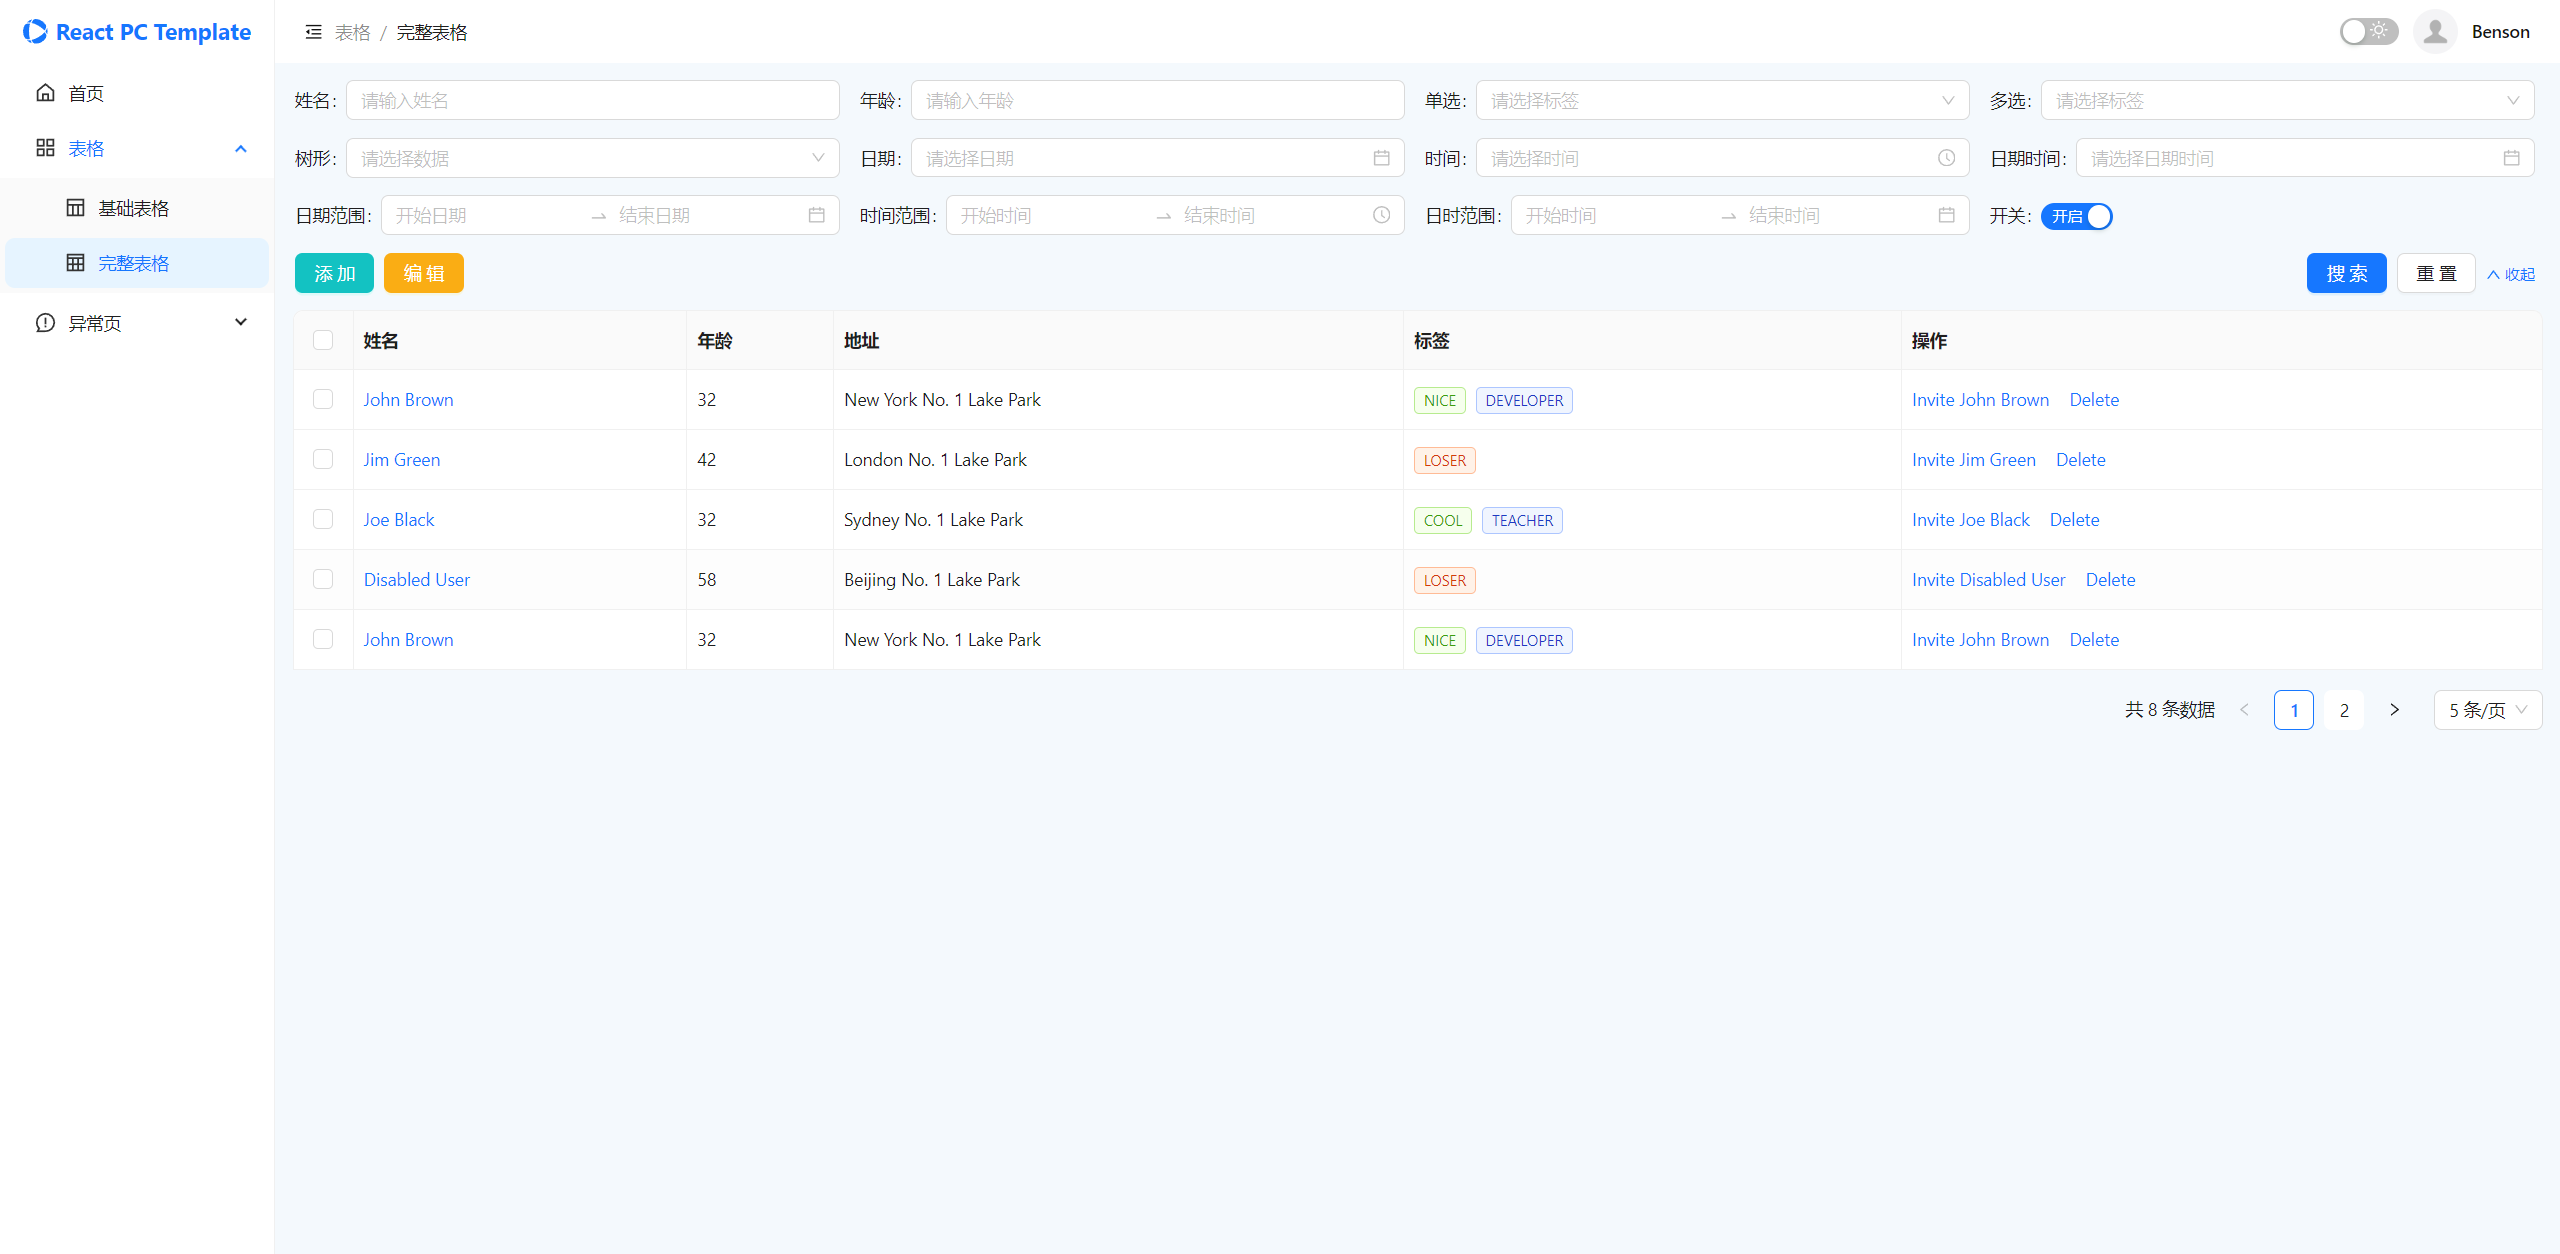 React PC Template
表格 / 完整表格
Benson
首页
表格
基础表格
完整表格
异常页
姓名: 请输入姓名 年龄: 请输入年龄 单选: 请选择标签 多选: 请选择标签
树形: 请选择数据 日期: 请选择日期 时间: 请选择时间 日期时间: 请选择日期时间
日期范围: 开始日期 → 结束日期 时间范围: 开始时间 → 结束时间 日时范围: 开始时间 → 结束时间 开关: 开启
添加 编辑 搜索 重置 收起
姓名 年龄 地址 标签 操作
John Brown 32 New York No. 1 Lake Park NICE DEVELOPER Invite John Brown Delete
Jim Green 42 London No. 1 Lake Park LOSER Invite Jim Green Delete
Joe Black 32 Sydney No. 1 Lake Park COOL TEACHER Invite Joe Black Delete
Disabled User 58 Beijing No. 1 Lake Park LOSER Invite Disabled User Delete
John Brown 32 New York No. 1 Lake Park NICE DEVELOPER Invite John Brown Delete
共 8 条数据 < 1 2 > 5 条/页